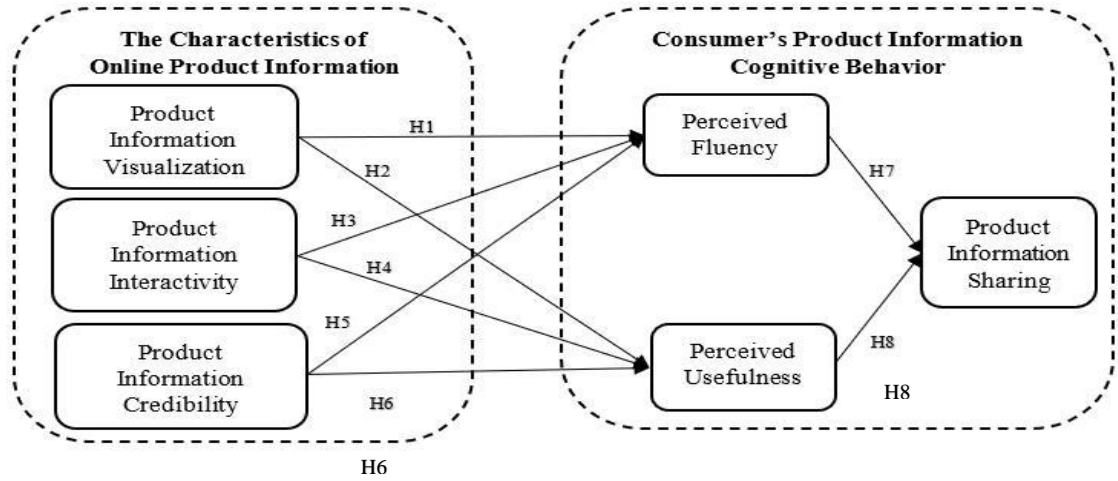 The Characteristics of
Online Product Information
Product
Information
Visualization
Product
Information
Interactivity
Product
Information
Credibility
H1
H2
H3
H4
H5
H6
H6
Consumer’s Product Information
Cognitive Behavior
Perceived
Fluency
Perceived
Usefulness
H7
H8
H8
Product
Information
Sharing